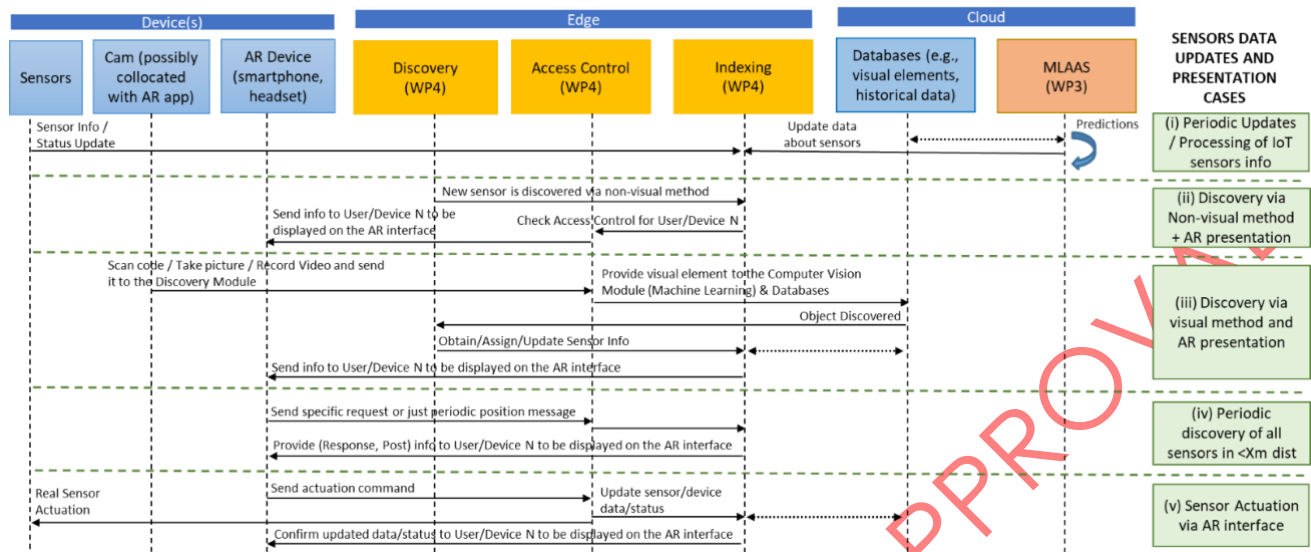 Device(s)
Edge
Cloud
Sensors
Cam (possibly
collocated
with AR app)
AR Device
(smartphone,
headset)
Discovery
(WP4)
Access Control
(WP4)
Indexing
(WP4)
Databases (e.g.,
visual elements,
historical data)
MLAAS
(WP3)
SENSORS DATA
UPDATES AND
PRESENTATION
CASES
Sensor Info /
Status Update
Update data
about sensors
Predictions
(i) Periodic Updates
/ Processing of IoT
sensors info
New sensor is discovered via non-visual method
Send info to User/Device N to be
displayed on the AR interface
Check Access Control for User/Device N
(ii) Discovery via
Non-visual method
+ AR presentation
Scan code / Take picture / Record Video and send
it to the Discovery Module
Provide visual element to the Computer Vision
Module (Machine Learning) & Databases
Object Discovered
Obtain/Assign/Update Sensor Info
Send info to User/Device N to be displayed on the AR interface
(iii) Discovery via
visual method and
AR presentation
Send specific request or just periodic position message
Provide (Response, Post) info to User/Device N to be displayed on the AR interface
(iv) Periodic
discovery of all
sensors in <Xm dist
Real Sensor
Actuation
Send actuation command
Update sensor/device
data/status
Confirm updated data/status to User/Device N to be displayed on the AR interface
(v) Sensor Actuation
via AR interface
PPROVA